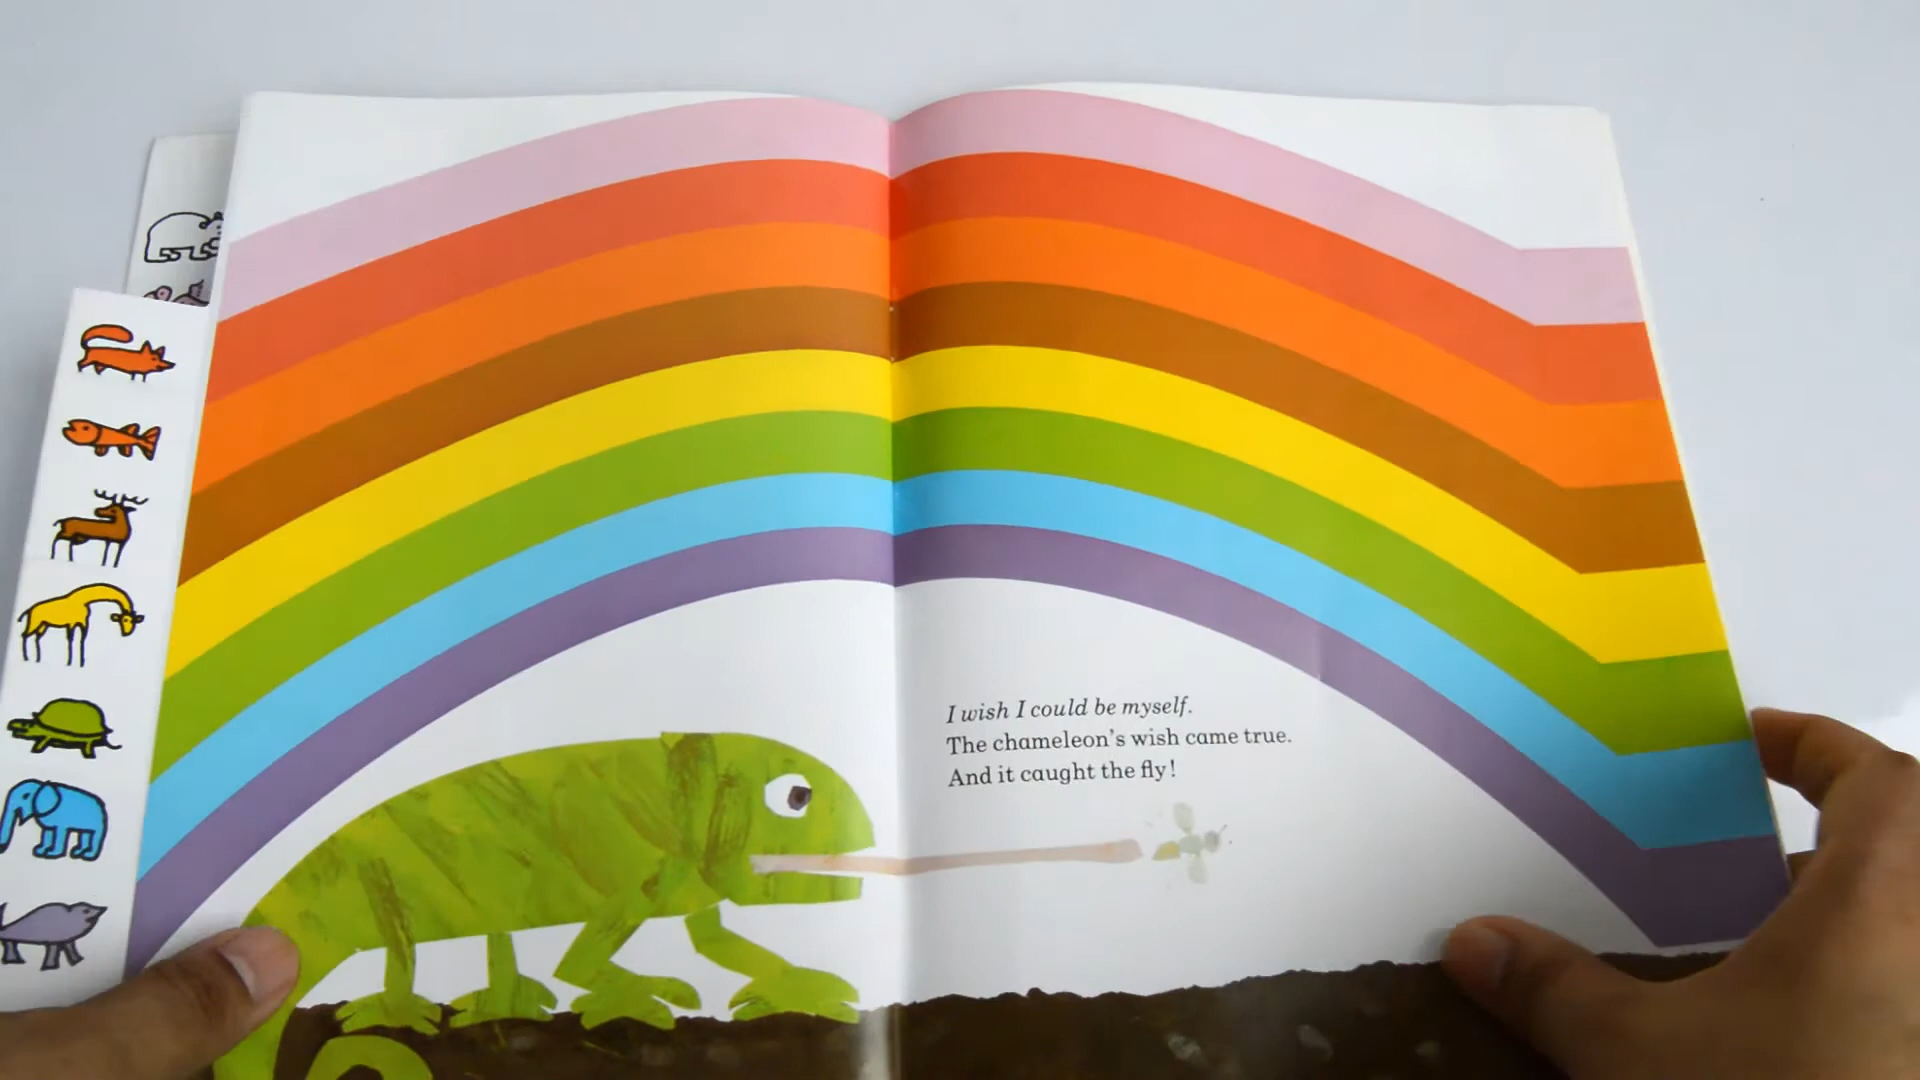 I wish I could be myself.
The chameleon's wish came true.
And it caught the fly!